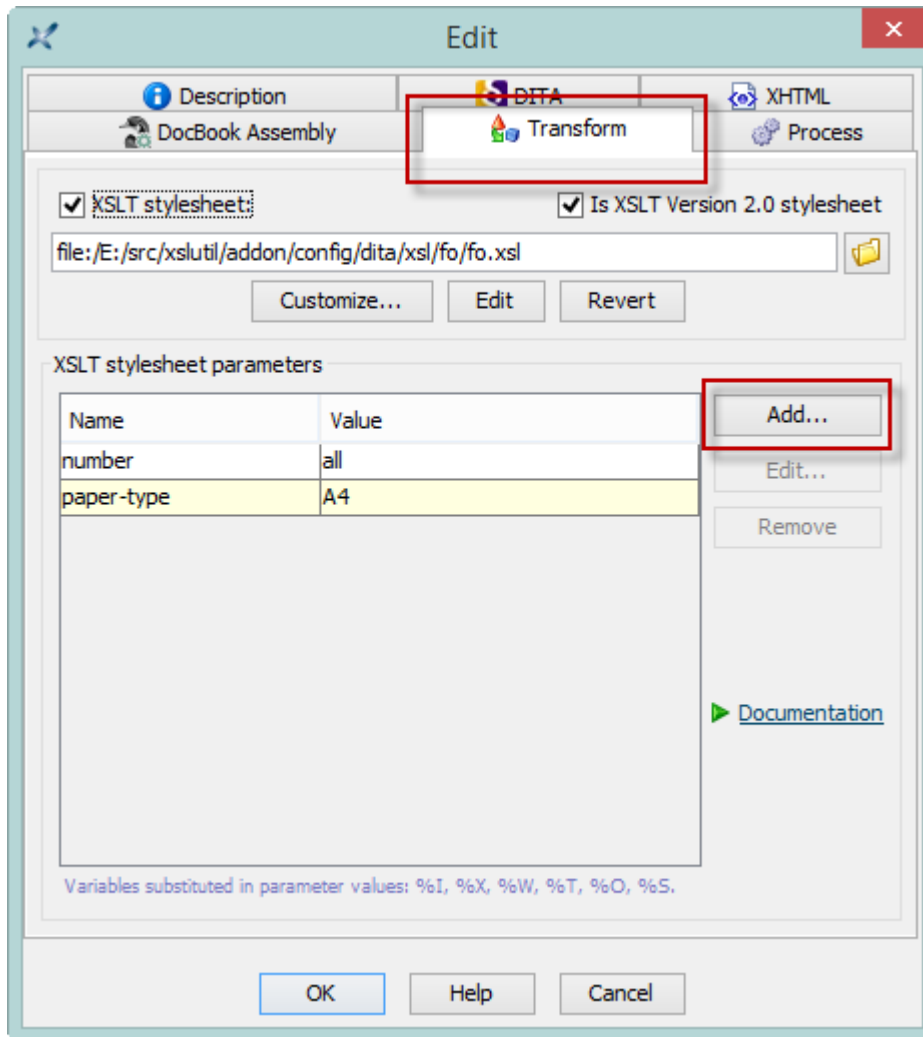 Edit
Description DITA XHTML
DocBook Assembly Transform Process
XSLT stylesheet: Is XSLT Version 2.0 stylesheet
file:/E:/src/xslutil/addon/config/dita/xsl/fo/fo.xsl
Customize... Edit Revert
XSLT stylesheet parameters
Name Value Add...
number all
Edit...
paper-type A4
Remove
Documentation
Variables substituted in parameter values: %I, %X, %W, %T, %O, %S.
OK Help Cancel